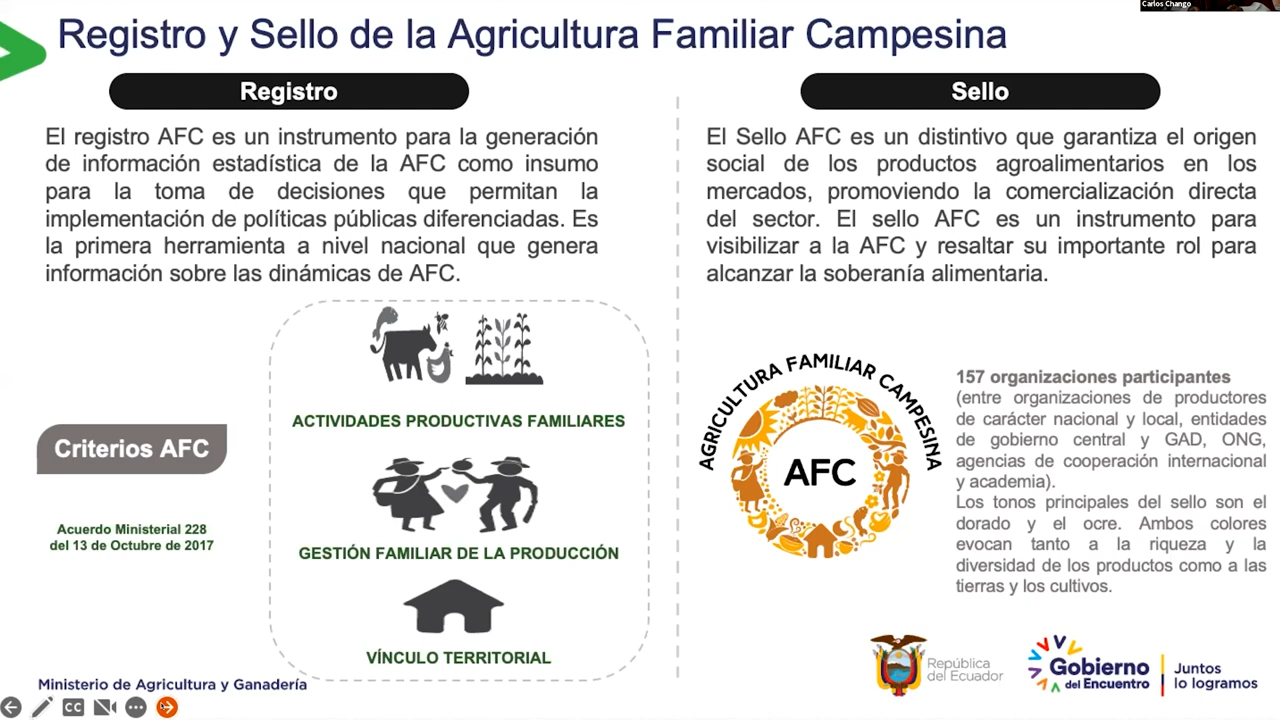 Carlos Chango
Registro y Sello de la Agricultura Familiar Campesina
Registro
El registro AFC es un instrumento para la generación
de información estadística de la AFC como insumo
para la toma de decisiones que permitan la
implementación de políticas públicas diferenciadas. Es
la primera herramienta a nivel nacional que genera
información sobre las dinámicas de AFC.
Criterios AFC
Acuerdo Ministerial 228
del 13 de Octubre de 2017
ACTIVIDADES PRODUCTIVAS FAMILIARES
GESTIÓN FAMILIAR DE LA PRODUCCIÓN
VÍNCULO TERRITORIAL
Sello
El Sello AFC es un distintivo que garantiza el origen
social de los productos agroalimentarios en los
mercados, promoviendo la comercialización directa
del sector. El sello AFC es un instrumento para
visibilizar a la AFC y resaltar su importante rol para
alcanzar la soberanía alimentaria.
AGRICULTURA FAMILIAR CAMPESINA
AFC
157 organizaciones participantes
(entre organizaciones de productores
de carácter nacional y local, entidades
de gobierno central y GAD, ONG,
agencias de cooperación internacional
y academia).
Los tonos principales del sello son el
dorado y el ocre. Ambos colores
evocan tanto a la riqueza y la
diversidad de los productos como a las
tierras y los cultivos.
Ministerio de Agricultura y Ganadería
República
del Ecuador
Gobierno
del Encuentro
Juntos
lo logramos
CC